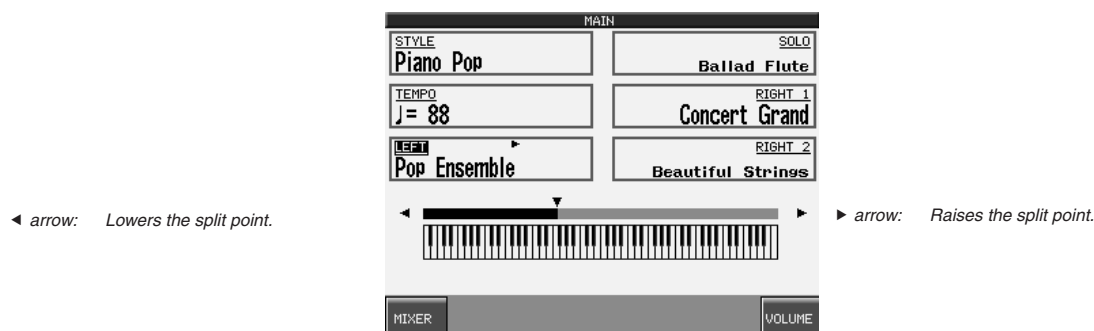 MAIN
STYLE
Piano Pop
SOLO
Ballad Flute
TEMPO
♩= 88
RIGHT 1
Concert Grand
LEFT
Pop Ensemble
RIGHT 2
Beautiful Strings
◄ arrow: Lowers the split point.
► arrow: Raises the split point.
MIXER
VOLUME